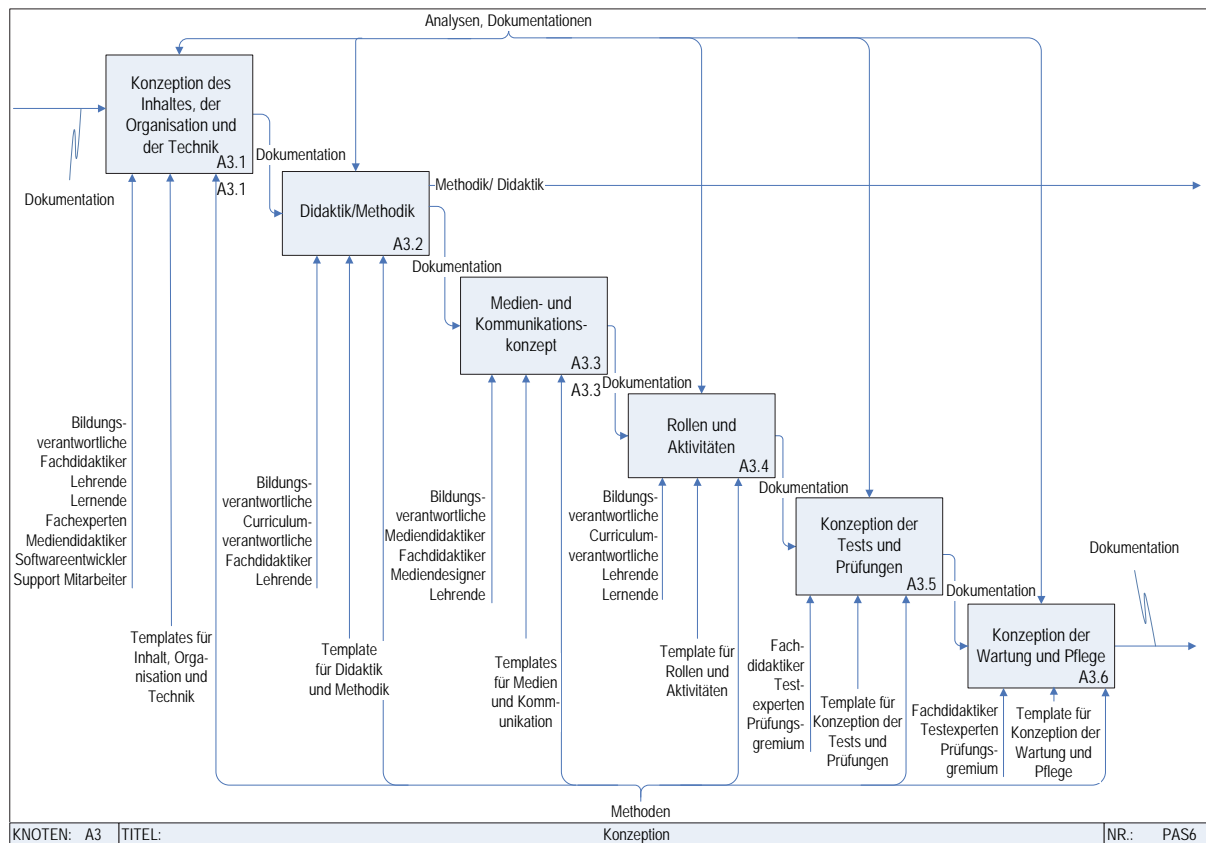 Analysen, Dokumentationen
Konzeption des
Inhaltes, der
Organisation und
der Technik
A3.1
A3.1
Dokumentation
Dokumentation
Didaktik/Methodik
A3.2
Methodik/ Didaktik
Dokumentation
Medien- und
Kommunikations-
konzept
A3.3
A3.3
Dokumentation
Rollen und
Aktivitäten
A3.4
Dokumentation
Konzeption der
Tests und
Prüfungen
A3.5
Dokumentation
Konzeption der
Wartung und Pflege
A3.6
Dokumentation
Bildungs-
verantwortliche
Fachdidaktiker
Lehrende
Lernende
Fachexperten
Mediendidaktiker
Softwareentwickler
Support Mitarbeiter
Templates für
Inhalt, Orga-
nisation und
Technik
Bildungs-
verantwortliche
Curriculum-
verantwortliche
Fachdidaktiker
Lehrende
Template
für Didaktik
und Methodik
Bildungs-
verantwortliche
Mediendidaktiker
Fachdidaktiker
Mediendesigner
Lehrende
Templates
für Medien
und Komm-
unikation
Bildungs-
verantwortliche
Curriculum-
verantwortliche
Lehrende
Lernende
Template für
Rollen und
Aktivitäten
Fach-
didaktiker
Test-
experten
Prüfungs-
gremium
Template für
Konzeption der
Tests und
Prüfungen
Fachdidaktiker
Testexperten
Prüfungs-
gremium
Template für
Konzeption der
Wartung und
Pflege
Methoden
KNOTEN: A3 TITEL: Konzeption NR.: PAS6